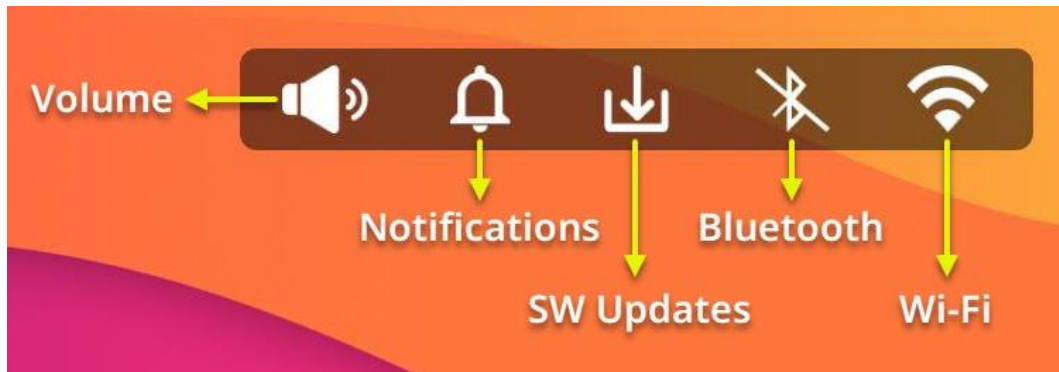 Volume
Notifications
Bluetooth
SW Updates
Wi-Fi